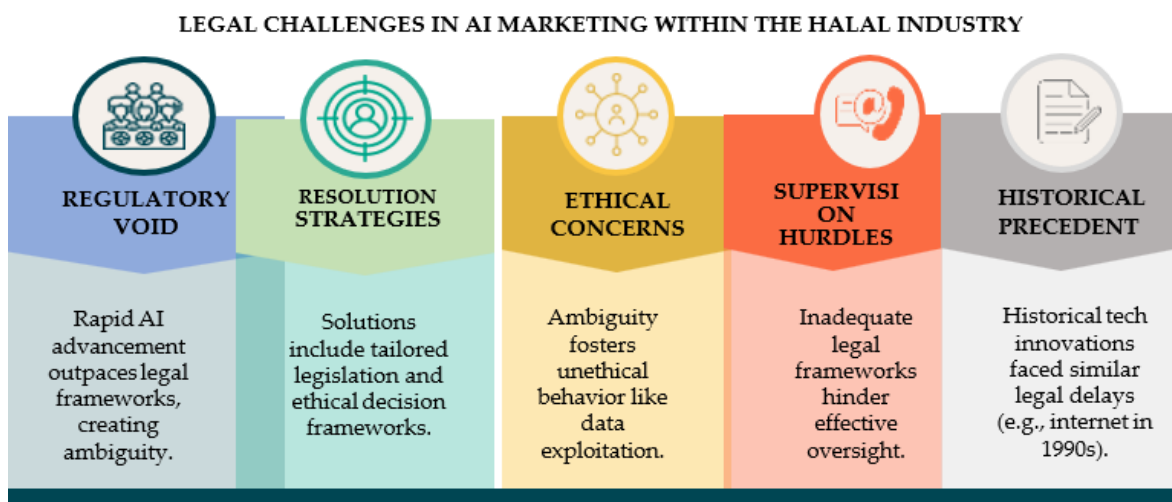 LEGAL CHALLENGES IN AI MARKETING WITHIN THE HALAL INDUSTRY
REGULATORY
VOID
Rapid AI
advancement
outpaces legal
frameworks,
creating
ambiguity.
RESOLUTION
STRATEGIES
Solutions
include tailored
legislation and
ethical decision
frameworks.
ETHICAL
CONCERNS
Ambiguity
fosters
unethical
behavior like
data
exploitation.
SUPERVISI
ON
HURDLES
Inadequate
legal
frameworks
hinder
effective
oversight.
HISTORICAL
PRECEDENT
Historical tech
innovations
faced similar
legal delays
(e.g., internet in
1990s).